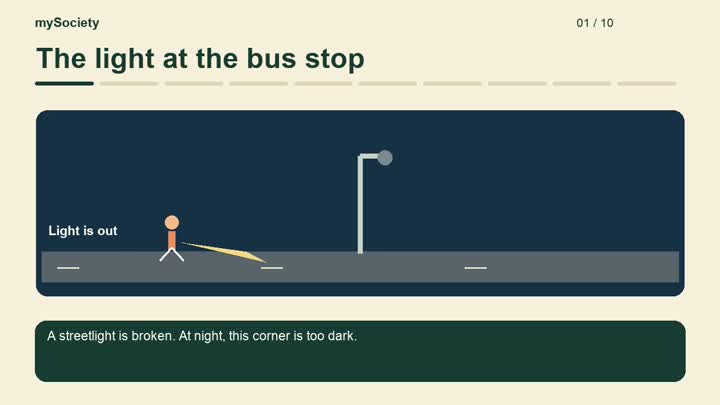 mySociety
01 / 10
The light at the bus stop
Light is out
A streetlight is broken. At night, this corner is too dark.